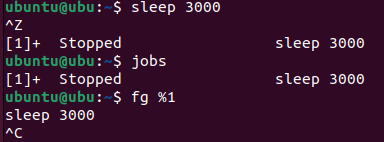 ubuntu@ubu:~$ sleep 3000
^Z
[1]+  Stopped                 sleep 3000
ubuntu@ubu:~$ jobs
[1]+  Stopped                 sleep 3000
ubuntu@ubu:~$ fg %1
sleep 3000
^C